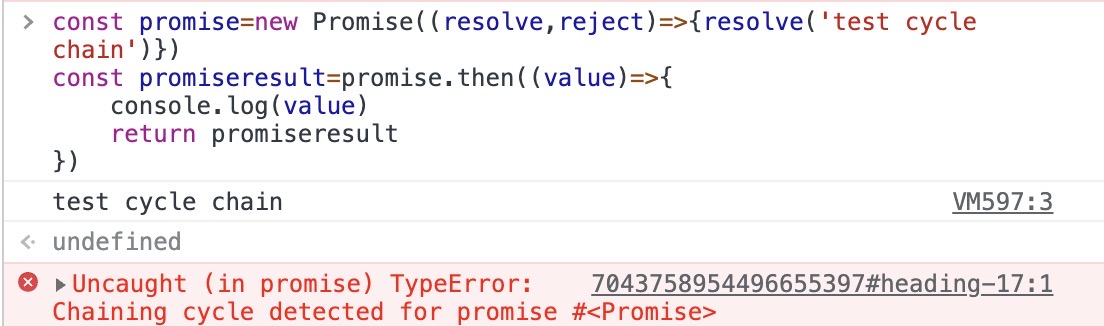 const promise=new Promise((resolve,reject)=>{resolve('test cycle
chain')})
const promiseresult=promise.then((value)=>{
    console.log(value)
    return promiseresult
})
test cycle chain VM597:3
undefined
Uncaught (in promise) TypeError: 7043758954496655397#heading-17:1
Chaining cycle detected for promise #<Promise>